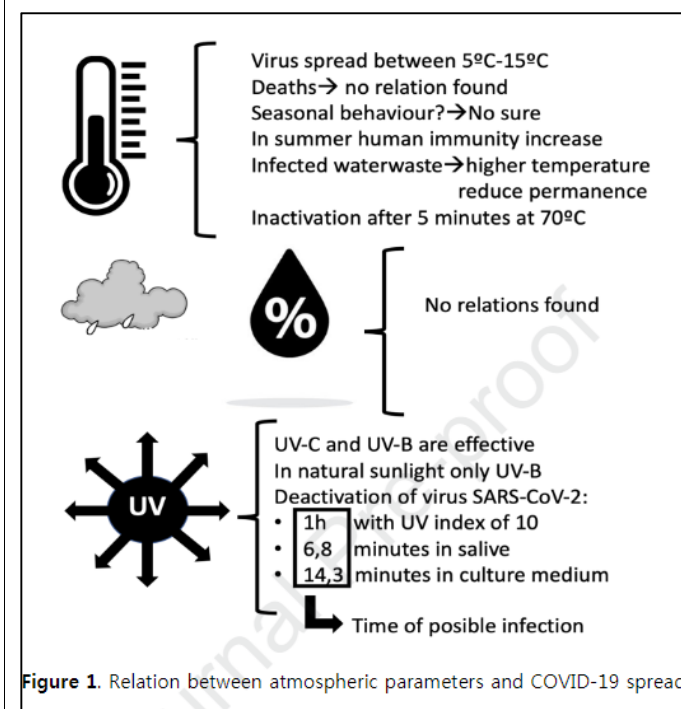 Virus spread between 5ºC-15ºC
Deaths→ no relation found
Seasonal behaviour?→No sure
In summer human immunity increase
Infected waterwaste→higher temperature
reduce permanence
Inactivation after 5 minutes at 70ºC
%
No relations found
UV
UV-C and UV-B are effective
In natural sunlight only UV-B
Deactivation of virus SARS-CoV-2:
• 1h with UV index of 10
• 6,8 minutes in salive
• 14,3 minutes in culture medium
Time of posible infection
Figure 1. Relation between atmospheric parameters and COVID-19 spread
urnal Pre-proof